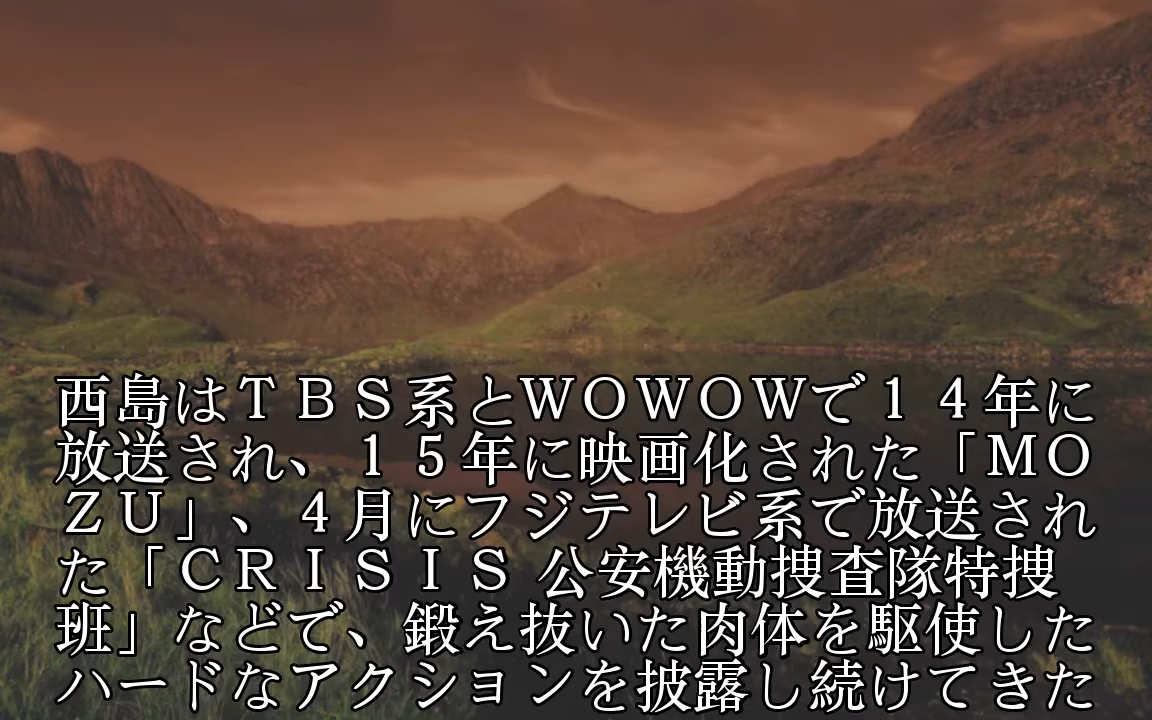 西島はＴＢＳ系とＷＯＷＯＷで１４年に
放送され、１５年に映画化された「ＭＯ
ＺＵ」、４月にフジテレビ系で放送され
た「ＣＲＩＳＩＳ 公安機動捜査隊特捜
班」などで、鍛え抜いた肉体を駆使した
ハードなアクションを披露し続けてきた